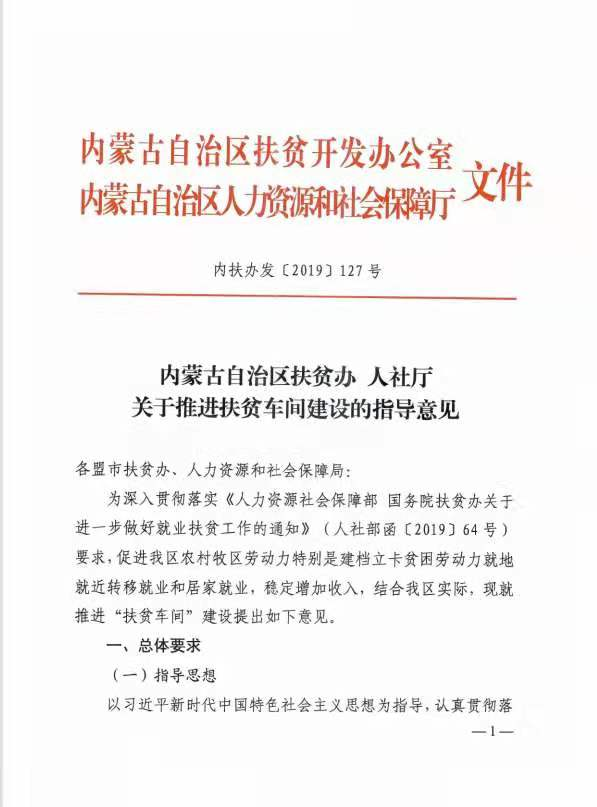 内蒙古自治区扶贫开发办公室
内蒙古自治区人力资源和社会保障厅
文件
内扶办发〔2019〕127 号
内蒙古自治区扶贫办 人社厅
关于推进扶贫车间建设的指导意见
各盟市扶贫办、人力资源和社会保障局:
为深入贯彻落实《人力资源社会保障部 国务院扶贫办关于
进一步做好就业扶贫工作的通知》(人社部函〔2019〕64 号)
要求,促进我区农村牧区劳动力特别是建档立卡贫困劳动力就地
就近转移就业和居家就业,稳定增加收入,结合我区实际,现就
推进“扶贫车间”建设提出如下意见。
一、总体要求
(一)指导思想
以习近平新时代中国特色社会主义思想为指导,认真贯彻落
—1—